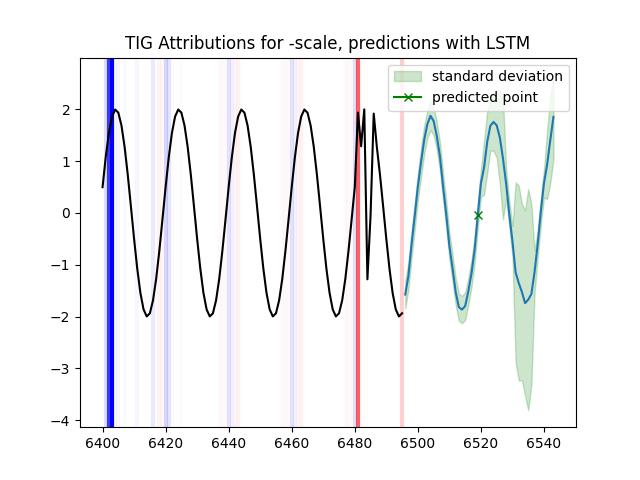 TIG Attributions for -scale, predictions with LSTM
standard deviation
predicted point
2
1
0
−1
−2
−3
−4
6400 6420 6440 6460 6480 6500 6520 6540